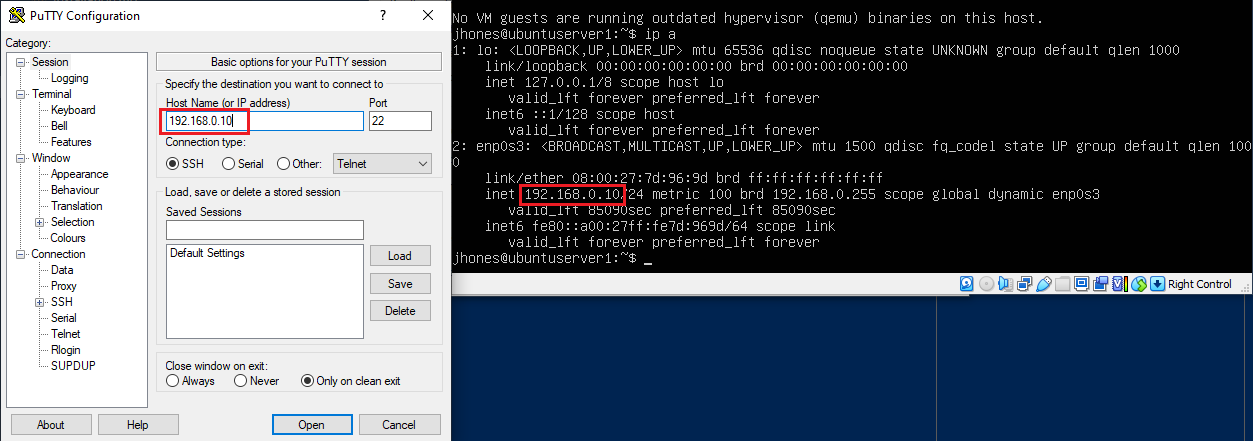 PuTTY Configuration
Category:
Session
Logging
Terminal
Keyboard
Bell
Features
Window
Appearance
Behaviour
Translation
Selection
Colours
Connection
Data
Proxy
SSH
Serial
Telnet
Rlogin
SUPDUP
Basic options for your PuTTY session
Specify the destination you want to connect to
Host Name (or IP address) Port
192.168.0.10 22
Connection type:
SSH Serial Other: Telnet
Load, save or delete a stored session
Saved Sessions
Default Settings
Load
Save
Delete
Close window on exit:
Always Never Only on clean exit
About Help Open Cancel
No VM guests are running outdated hypervisor (qemu) binaries on this host.
jhones@ubuntuserver1:~$ ip a
1: lo: <LOOPBACK,UP,LOWER_UP> mtu 65536 qdisc noqueue state UNKNOWN group default qlen 1000
link/loopback 00:00:00:00:00:00 brd 00:00:00:00:00:00
inet 127.0.0.1/8 scope host lo
valid_lft forever preferred_lft forever
inet6 ::1/128 scope host
valid_lft forever preferred_lft forever
2: enp0s3: <BROADCAST,MULTICAST,UP,LOWER_UP> mtu 1500 qdisc fq_codel state UP group default qlen 100
0
link/ether 08:00:27:7d:96:9d brd ff:ff:ff:ff:ff:ff
inet 192.168.0.10/24 metric 100 brd 192.168.0.255 scope global dynamic enp0s3
valid_lft 85090sec preferred_lft 85090sec
inet6 fe80::a00:27ff:fe7d:969d/64 scope link
valid_lft forever preferred_lft forever
jhones@ubuntuserver1:~$ _
Right Control